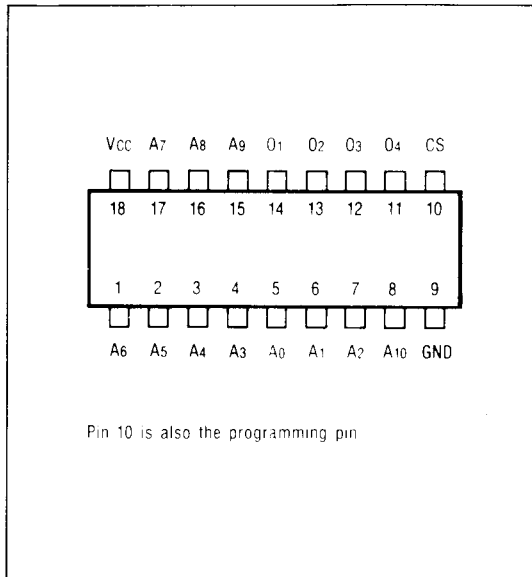 Vcc A7 A8 A9 O1 O2 O3 O4 CS
18 17 16 15 14 13 12 11 10
1 2 3 4 5 6 7 8 9
A6 A5 A4 A3 A0 A1 A2 A10 GND
Pin 10 is also the programming pin